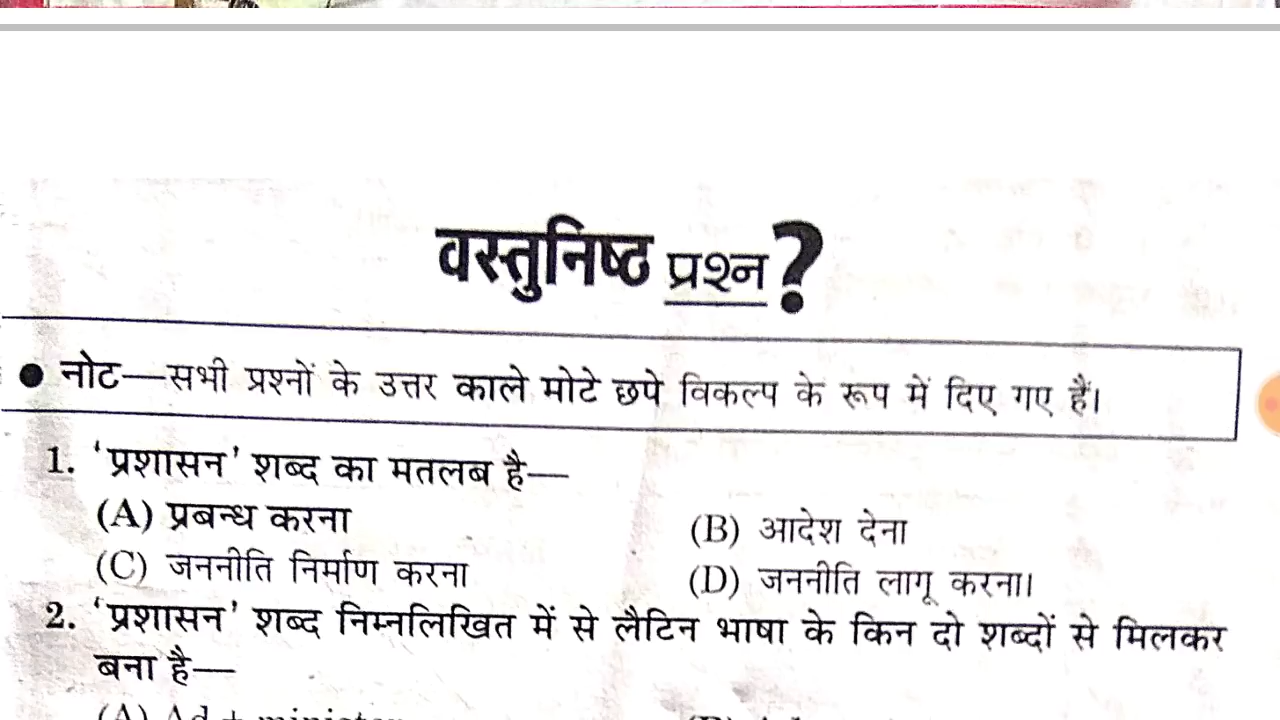 वस्तुनिष्ठ प्रश्न ?
● नोट—सभी प्रश्नों के उत्तर काले मोटे छपे विकल्प के रूप में दिए गए हैं।
1. ‘प्रशासन’ शब्द का मतलब है—
(A) प्रबन्ध करना (B) आदेश देना
(C) जननीति निर्माण करना (D) जननीति लागू करना।
2. ‘प्रशासन’ शब्द निम्नलिखित में से लैटिन भाषा के किन दो शब्दों से मिलकर
बना है—
(A) Ad +